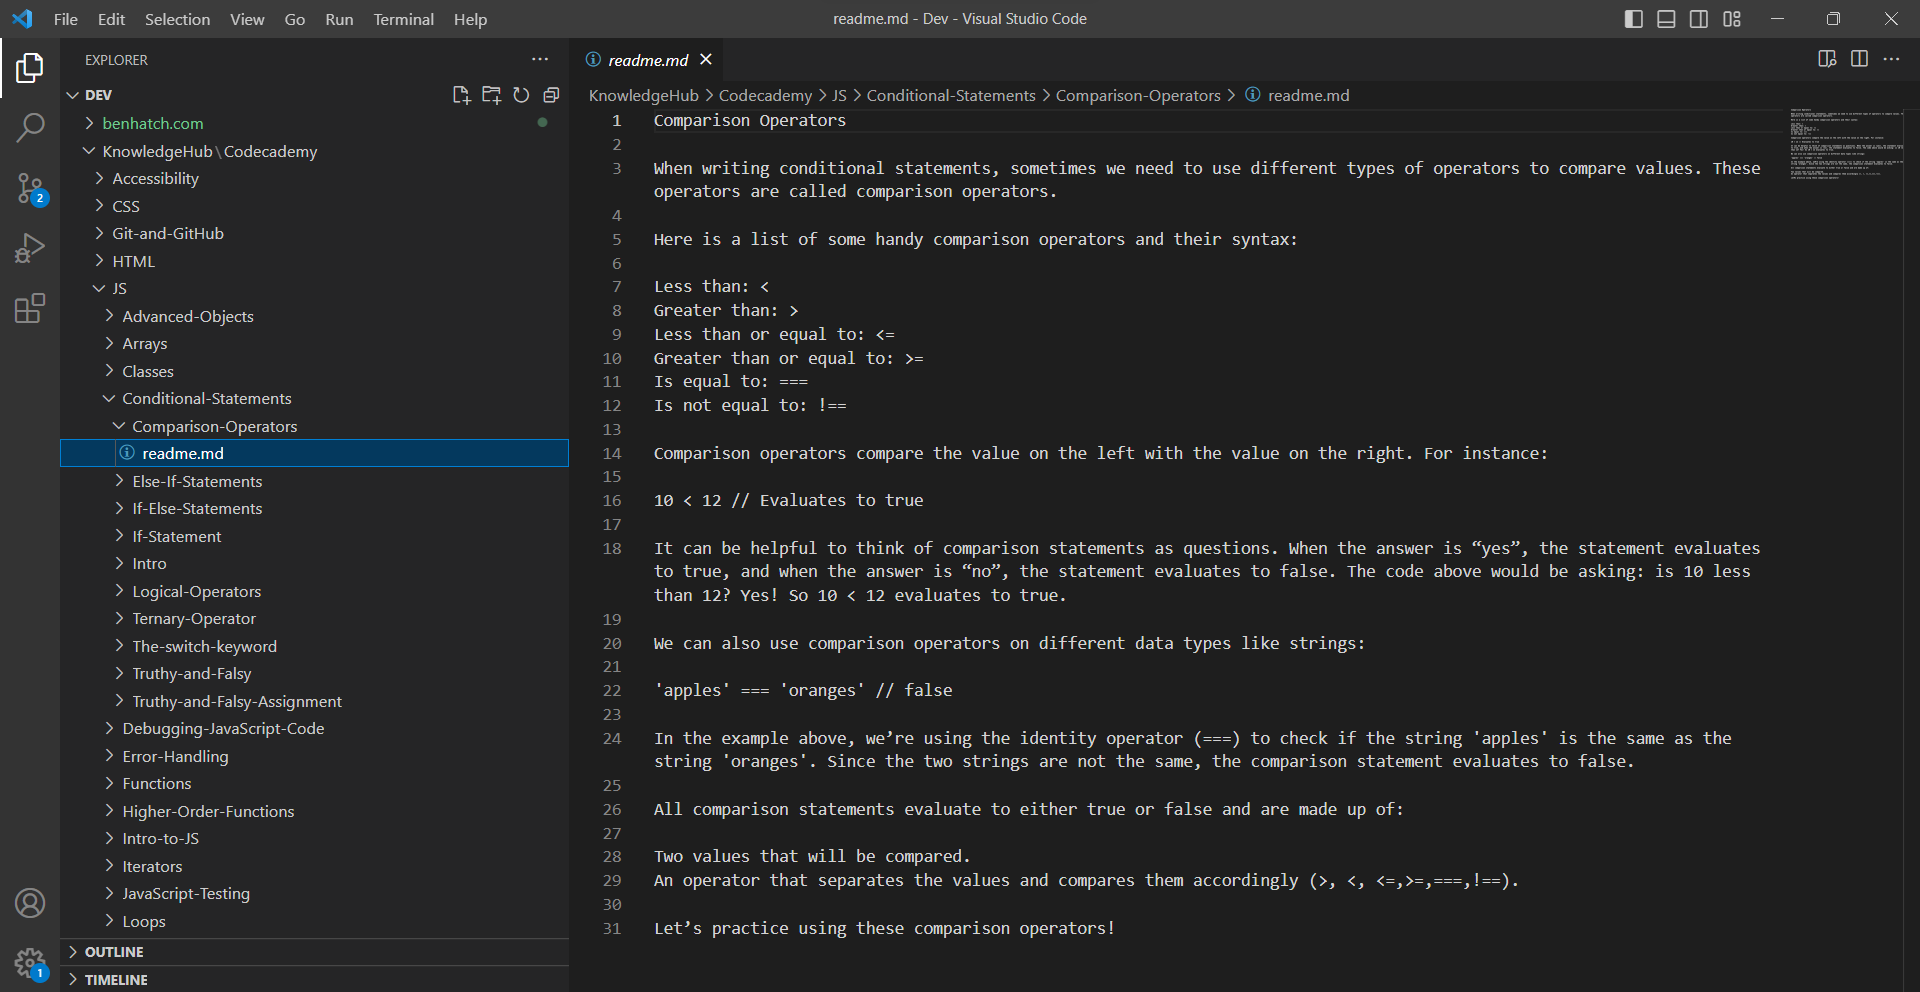 File Edit Selection View Go Run Terminal Help
readme.md - Dev - Visual Studio Code
EXPLORER
DEV
benhatch.com
KnowledgeHub\Codecademy
Accessibility
CSS
Git-and-GitHub
HTML
JS
Advanced-Objects
Arrays
Classes
Conditional-Statements
Comparison-Operators
readme.md
Else-If-Statements
If-Else-Statements
If-Statement
Intro
Logical-Operators
Ternary-Operator
The-switch-keyword
Truthy-and-Falsy
Truthy-and-Falsy-Assignment
Debugging-JavaScript-Code
Error-Handling
Functions
Higher-Order-Functions
Intro-to-JS
Iterators
JavaScript-Testing
Loops
OUTLINE
TIMELINE
2
1
readme.md
KnowledgeHub > Codecademy > JS > Conditional-Statements > Comparison-Operators > readme.md
1 Comparison Operators
2
3 When writing conditional statements, sometimes we need to use different types of operators to compare values. These
operators are called comparison operators.
4
5 Here is a list of some handy comparison operators and their syntax:
6
7 Less than: <
8 Greater than: >
9 Less than or equal to: <=
10 Greater than or equal to: >=
11 Is equal to: ===
12 Is not equal to: !==
13
14 Comparison operators compare the value on the left with the value on the right. For instance:
15
16 10 < 12 // Evaluates to true
17
18 It can be helpful to think of comparison statements as questions. When the answer is “yes”, the statement evaluates
to true, and when the answer is “no”, the statement evaluates to false. The code above would be asking: is 10 less
than 12? Yes! So 10 < 12 evaluates to true.
19
20 We can also use comparison operators on different data types like strings:
21
22 'apples' === 'oranges' // false
23
24 In the example above, we’re using the identity operator (===) to check if the string 'apples' is the same as the
string 'oranges'. Since the two strings are not the same, the comparison statement evaluates to false.
25
26 All comparison statements evaluate to either true or false and are made up of:
27
28 Two values that will be compared.
29 An operator that separates the values and compares them accordingly (>, <, <=,>=,===,!==).
30
31 Let’s practice using these comparison operators!